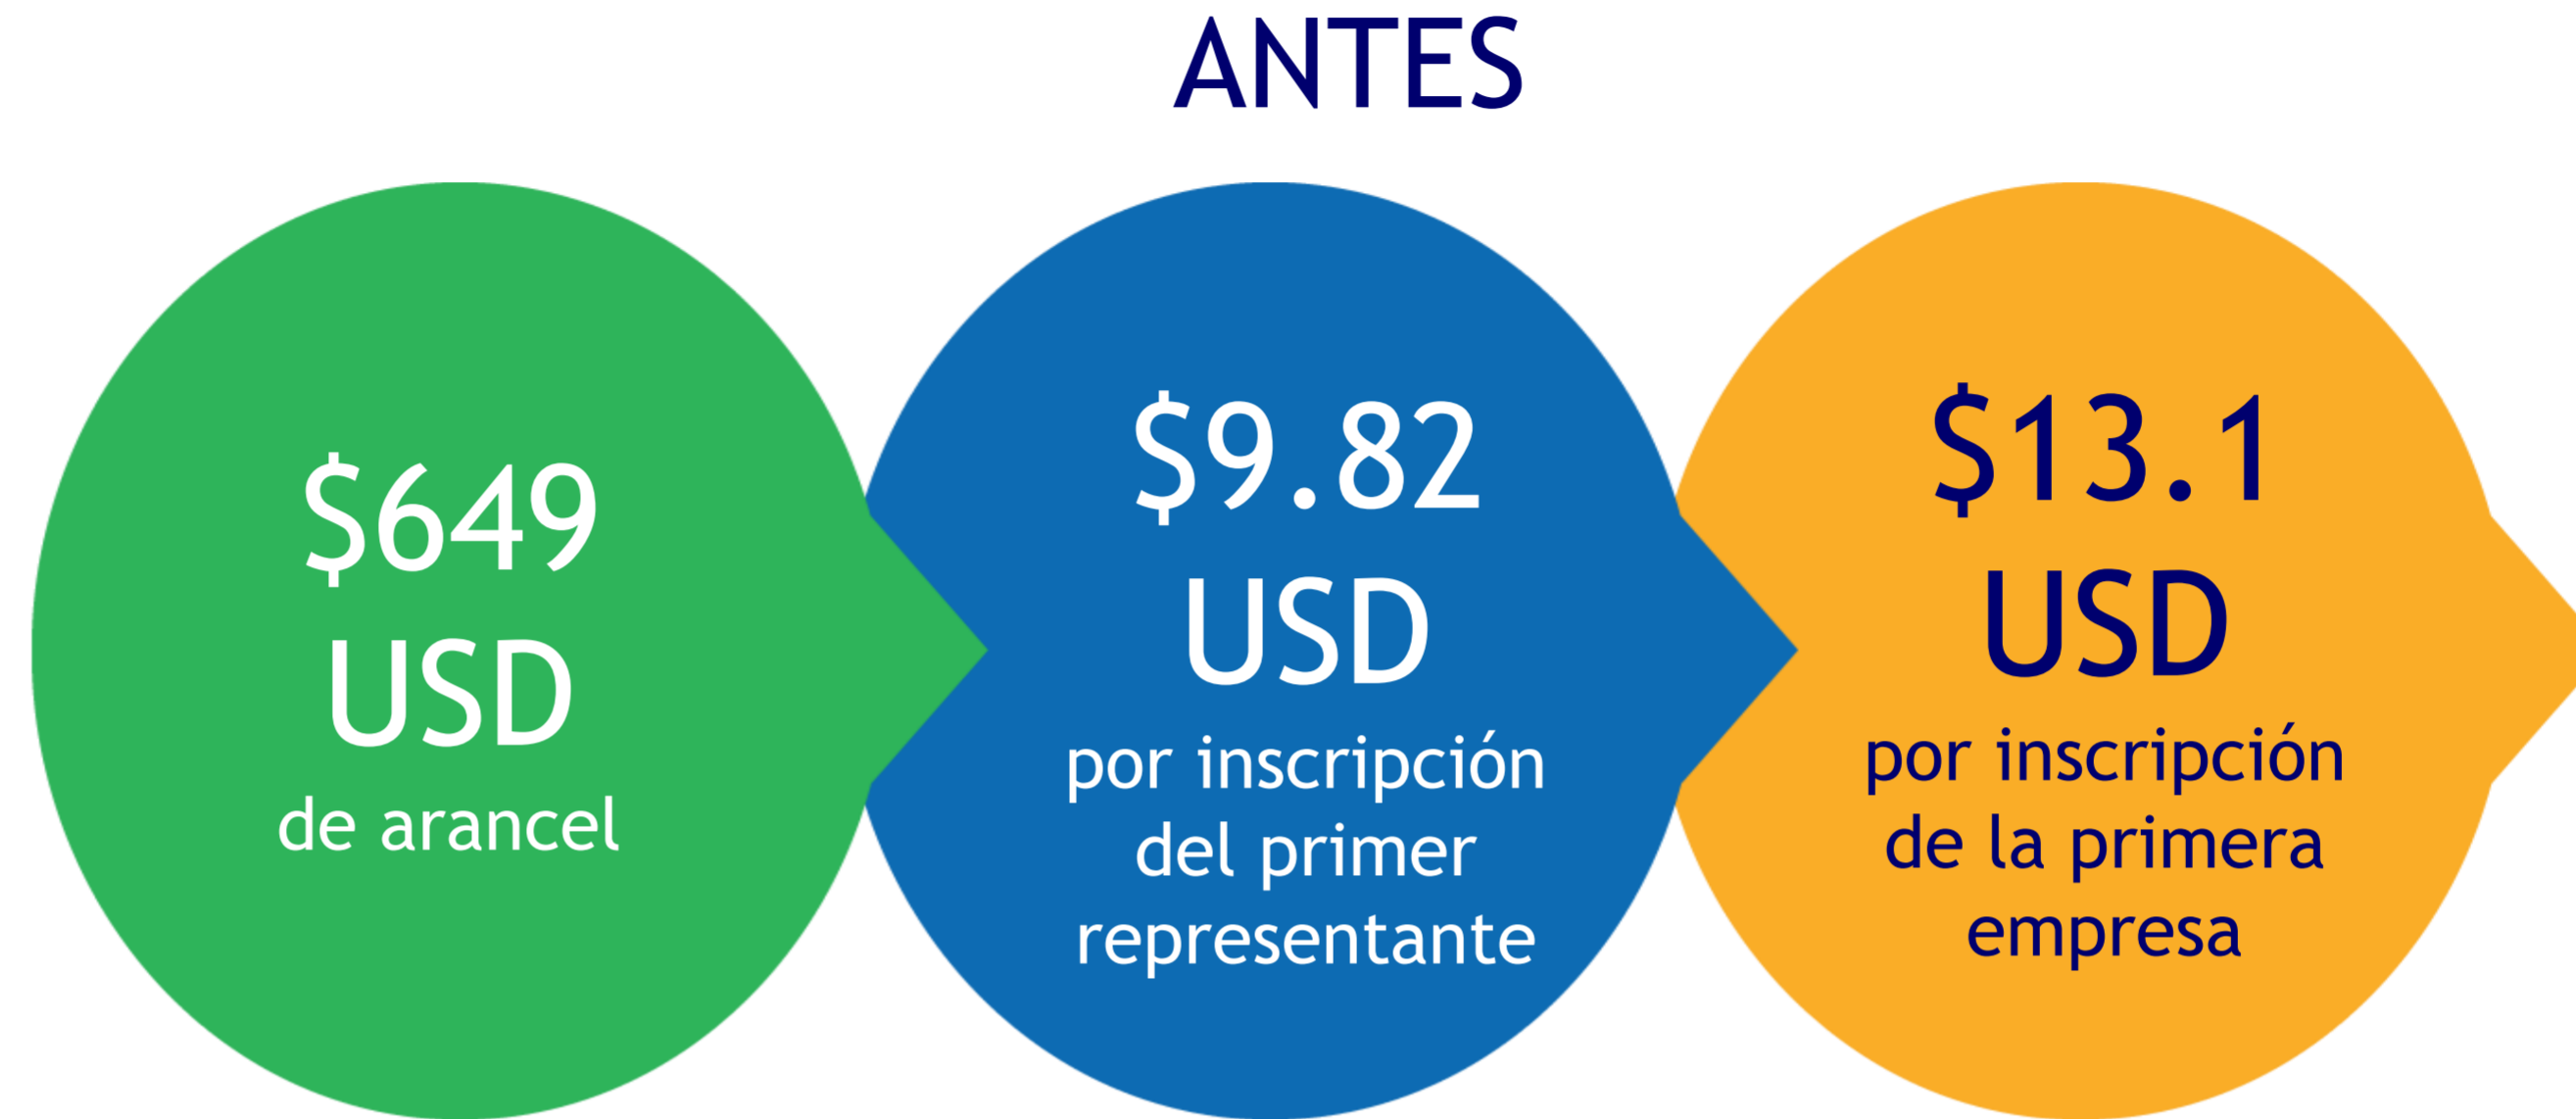 ANTES
$649
USD
de arancel
$9.82
USD
por inscripción
del primer
representante
$13.1
USD
por inscripción
de la primera
empresa